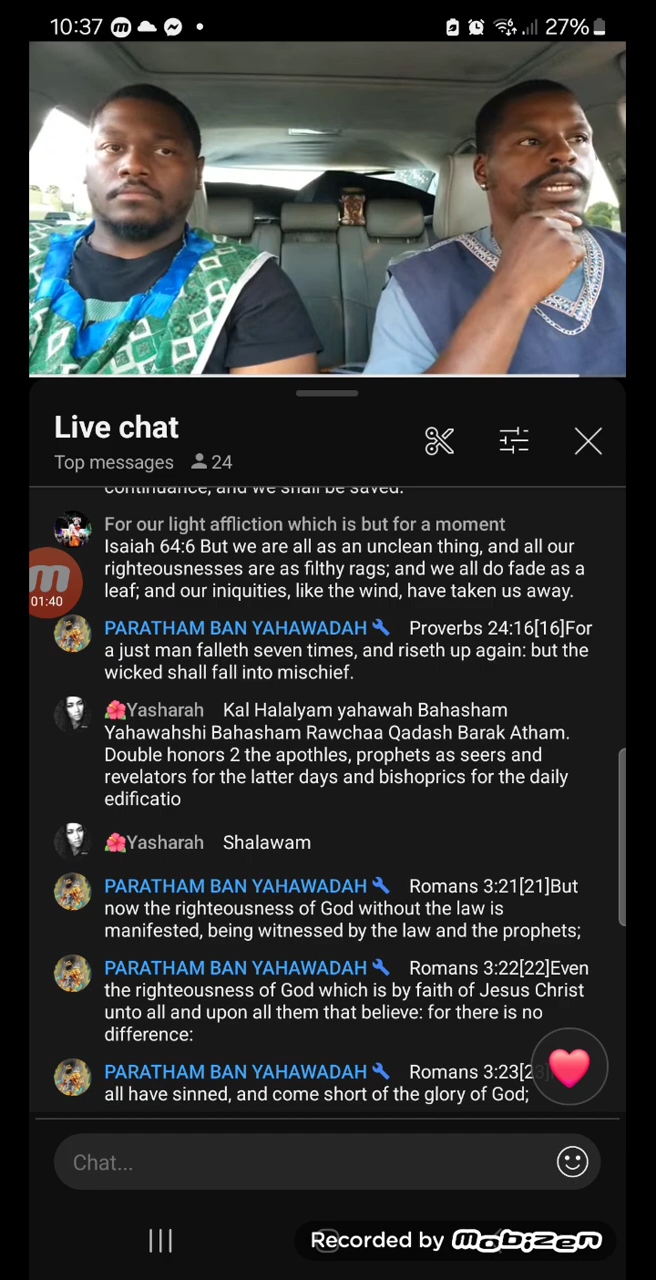 10:37
27%
Live chat
Top messages 24
continuance, and we shall be saved.
For our light affliction which is but for a moment
Isaiah 64:6 But we are all as an unclean thing, and all our
righteousnesses are as filthy rags; and we all do fade as a
leaf; and our iniquities, like the wind, have taken us away.
01:40
PARATHAM BAN YAHAWADAH Proverbs 24:16[16]For
a just man falleth seven times, and riseth up again: but the
wicked shall fall into mischief.
Yasharah Kal Halalyam yahawah Bahasham
Yahawahshi Bahasham Rawchaa Qadash Barak Atham.
Double honors 2 the apothles, prophets as seers and
revelators for the latter days and bishoprics for the daily
edificatio
Yasharah Shalawam
PARATHAM BAN YAHAWADAH Romans 3:21[21]But
now the righteousness of God without the law is
manifested, being witnessed by the law and the prophets;
PARATHAM BAN YAHAWADAH Romans 3:22[22]Even
the righteousness of God which is by faith of Jesus Christ
unto all and upon all them that believe: for there is no
difference:
PARATHAM BAN YAHAWADAH Romans 3:23[23]
all have sinned, and come short of the glory of God;
Chat...
Recorded by mobizen